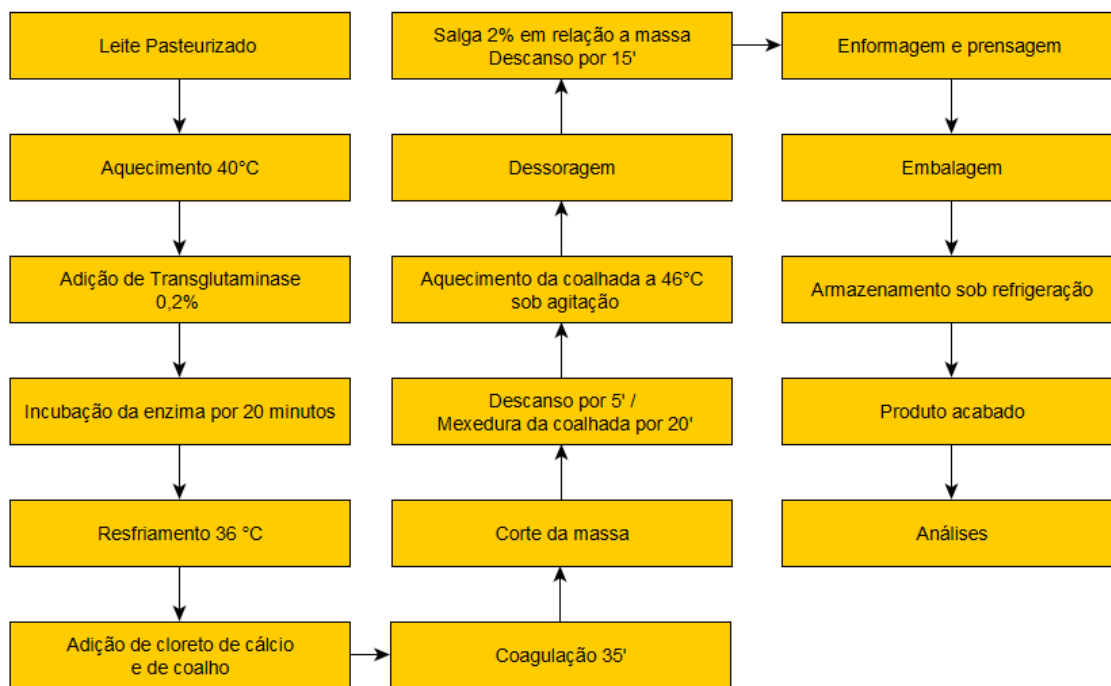 Leite Pasteurizado
Aquecimento 40°C
Adição de Transglutaminase
0,2%
Incubação da enzima por 20 minutos
Resfriamento 36 °C
Adição de cloreto de cálcio
e de coalho
Coagulação 35'
Corte da massa
Descanso por 5' /
Mexedura da coalhada por 20'
Aquecimento da coalhada a 46°C
sob agitação
Dessoragem
Salga 2% em relação a massa
Descanso por 15'
Enformagem e prensagem
Embalagem
Armazenamento sob refrigeração
Produto acabado
Análises